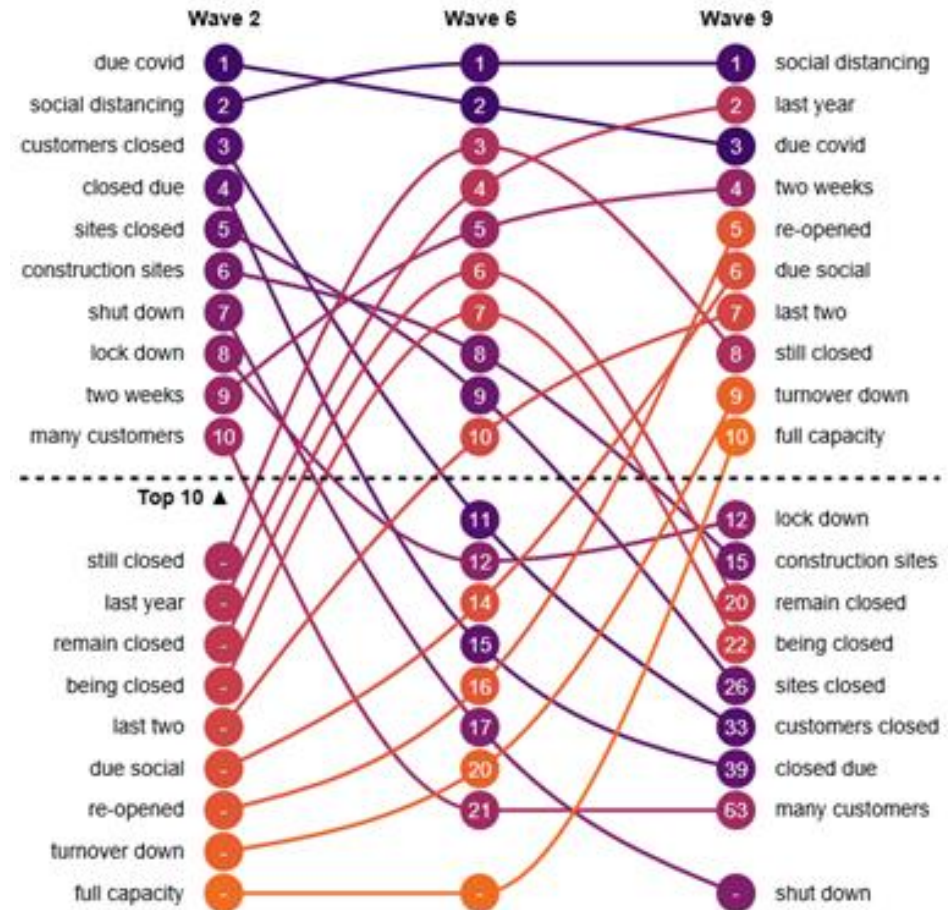 Wave 2 Wave 6 Wave 9
due covid 1 1 1 social distancing
social distancing 2 2 2 last year
customers closed 3 3 3 due covid
closed due 4 4 4 two weeks
sites closed 5 5 5 re-opened
construction sites 6 6 6 due social
shut down 7 7 7 last two
lock down 8 8 8 still closed
two weeks 9 9 9 turnover down
many customers 10 10 10 full capacity
Top 10 ▲
11 12 lock down
still closed - 12 15 construction sites
last year - 14 20 remain closed
remain closed - 15 22 being closed
being closed - 16 26 sites closed
last two - 17 33 customers closed
due social - 20 39 closed due
re-opened - 21 63 many customers
turnover down -
full capacity - - - shut down